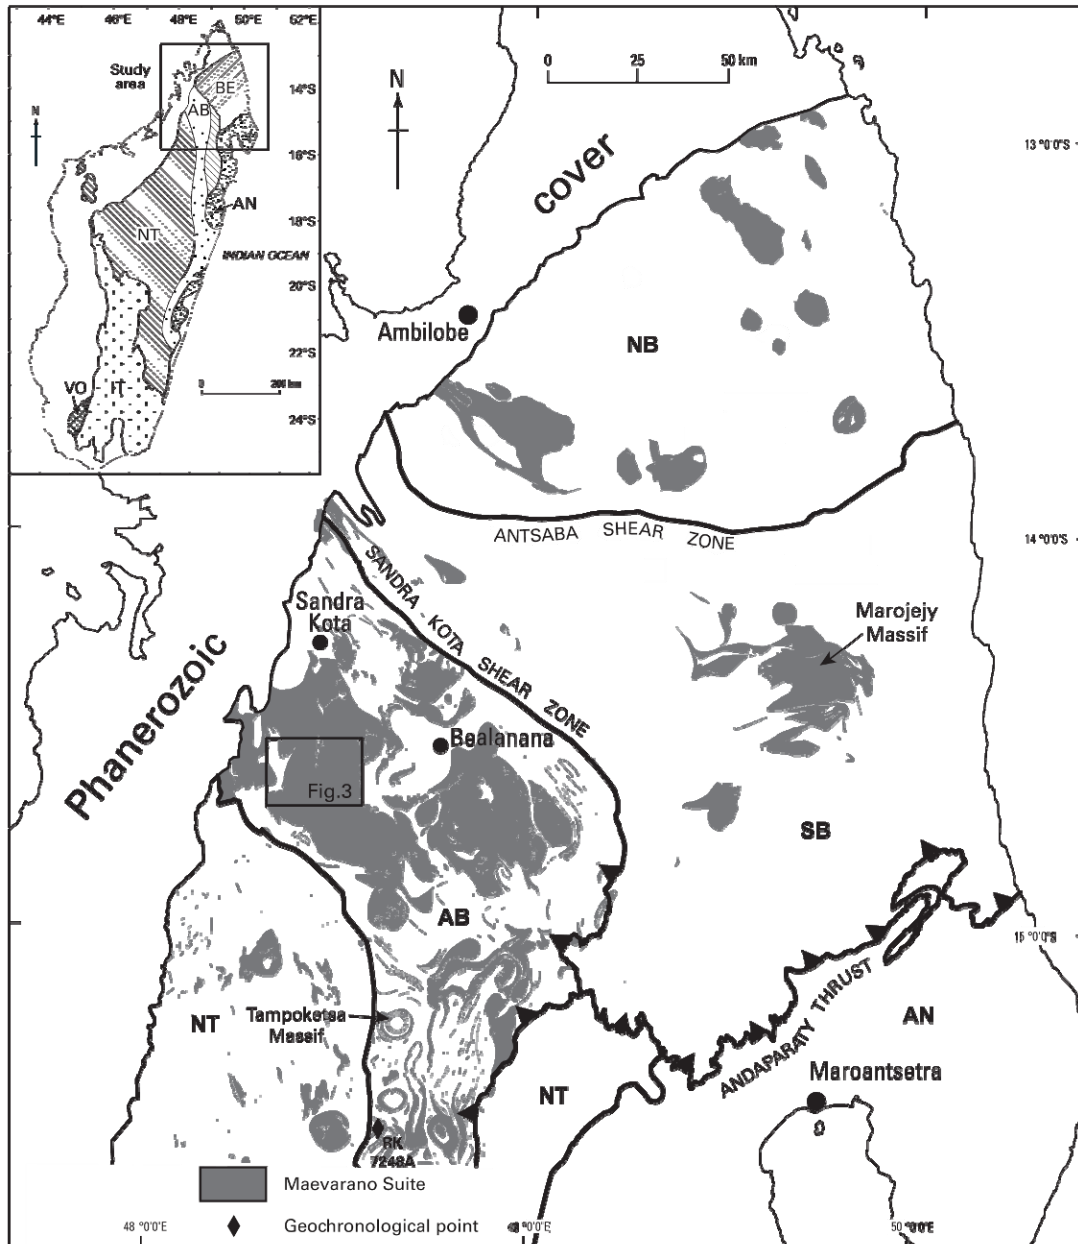 44°E 46°E 48°E 50°E 52°E
12°S
Study
area
14°S
BE
AB
N
16°S
AN
18°S
NT
INDIAN OCEAN
20°S
22°S
0
VO
IT
24°S
0 25 50 km
N
13°0'0"S
cover
Ambilobe
NB
ANTSABA SHEAR ZONE
14°0'0"S
SANDRA KOTA SHEAR ZONE
Sandra
Kota
Marojejy
Massif
Phanerozoic
Bealanana
Fig.3
SB
AB
15°0'0"S
NT
Tampoketsa
Massif
ANDAPARATY THRUST
AN
NT
Maroantsetra
RK
7248A
Maevarano Suite
Geochronological point
48°0'0"E
50°0'0"E